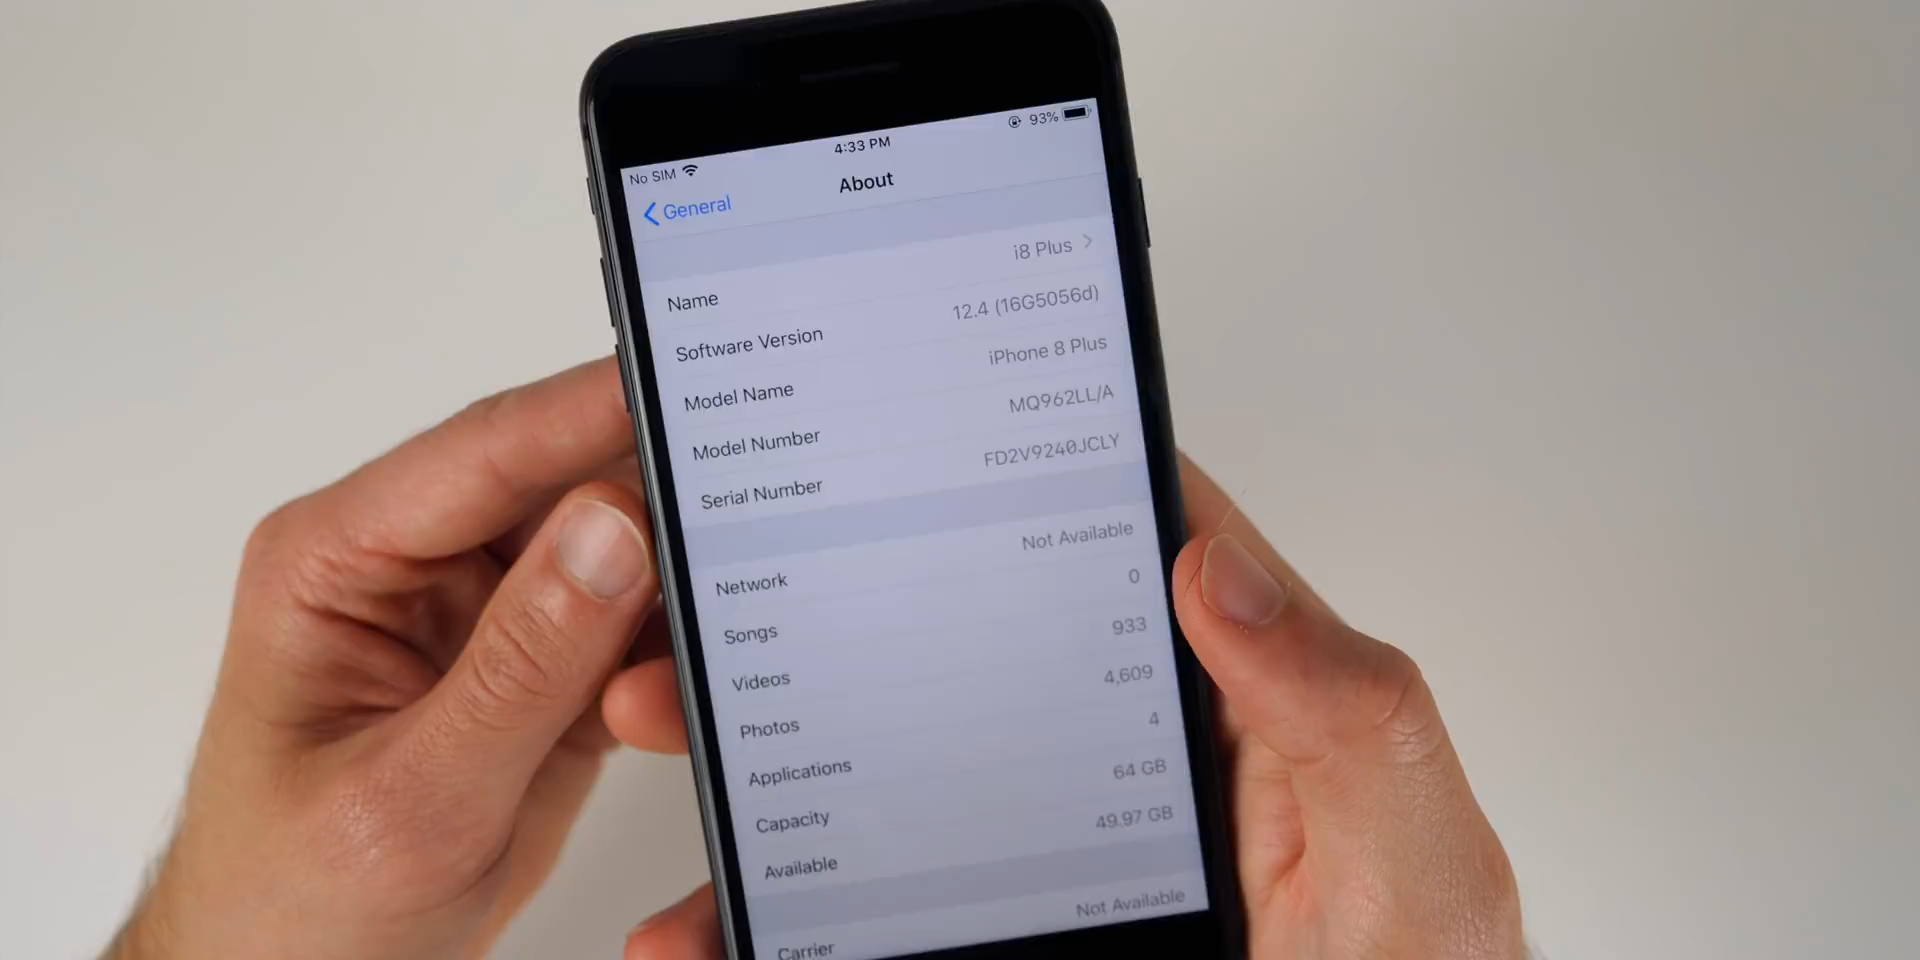 No SIM 4:33 PM 93%
General About
Name i8 Plus
Software Version 12.4 (16G5056d)
Model Name iPhone 8 Plus
Model Number MQ962LL/A
Serial Number FD2V9240JCLY
Network Not Available
Songs 0
Videos 933
Photos 4,609
Applications 4
Capacity 64 GB
Available 49.97 GB
Carrier Not Available